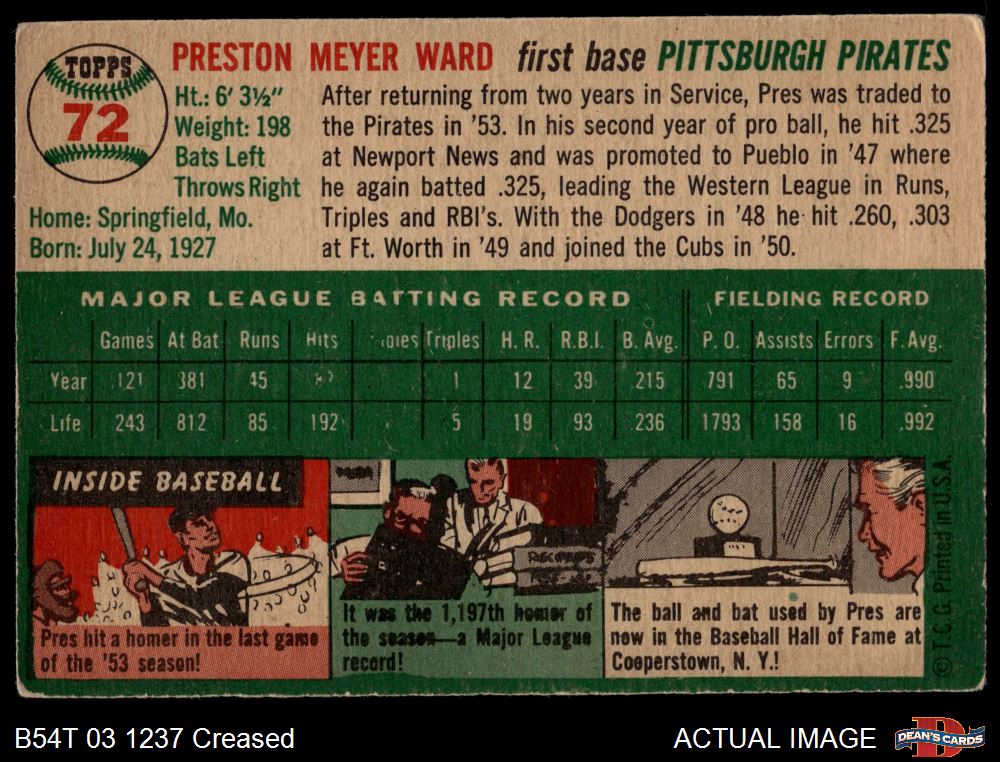 TOPPS
72
PRESTON MEYER WARD first base PITTSBURGH PIRATES
Ht.: 6' 3½"
Weight: 198
Bats Left
Throws Right
Home: Springfield, Mo.
Born: July 24, 1927
After returning from two years in Service, Pres was traded to
the Pirates in '53. In his second year of pro ball, he hit .325
at Newport News and was promoted to Pueblo in '47 where
he again batted .325, leading the Western League in Runs,
Triples and RBI's. With the Dodgers in '48 he hit .260, .303
at Ft. Worth in '49 and joined the Cubs in '50.
MAJOR LEAGUE BATTING RECORD FIELDING RECORD
Games At Bat Runs Hits Triples H. R. R.B.I. B. Avg. P. O. Assists Errors F. Avg.
Year 121 381 45 1 12 39 .215 791 65 9 .990
Life 243 812 85 192 5 19 93 .236 1793 158 16 .992
INSIDE BASEBALL
Pres hit a homer in the last game
of the '53 season!
It was the 1,197th homer of
the season—a Major League
record!
The ball and bat used by Pres are
now in the Baseball Hall of Fame at
Cooperstown, N. Y.!
© T.C.G. Printed in U.S.A.
B54T 03 1237 Creased
ACTUAL IMAGE
DEAN'S CARDS